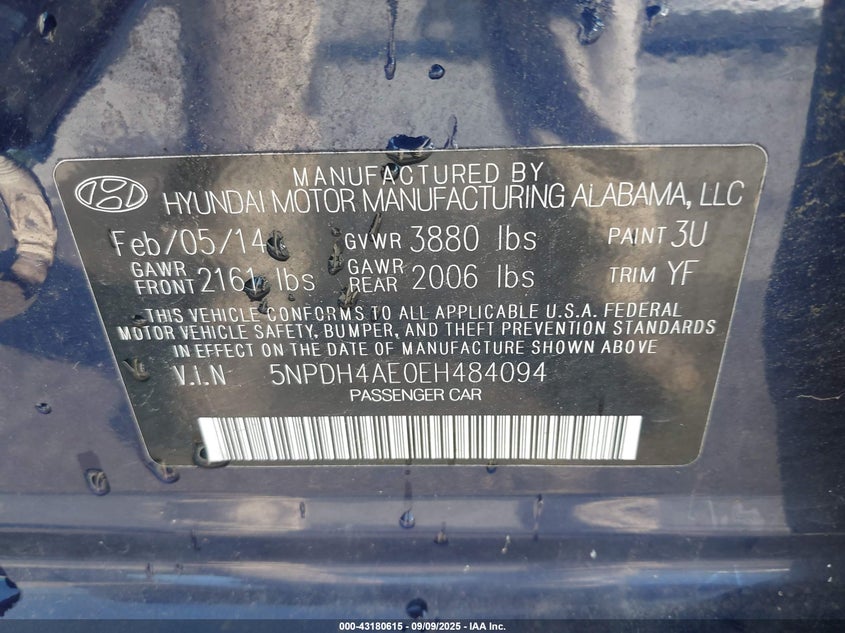 MANUFACTURED BY
HYUNDAI MOTOR MANUFACTURING ALABAMA, LLC
Feb/05/14 GVWR 3880 lbs PAINT 3U
GAWR FRONT 2161 lbs GAWR REAR 2006 lbs TRIM YF
THIS VEHICLE CONFORMS TO ALL APPLICABLE U.S.A. FEDERAL
MOTOR VEHICLE SAFETY, BUMPER, AND THEFT PREVENTION STANDARDS
IN EFFECT ON THE DATE OF MANUFACTURE SHOWN ABOVE
V.I.N 5NPDH4AE0EH484094
PASSENGER CAR
000-43180615 - 09/09/2025 - IAA Inc.